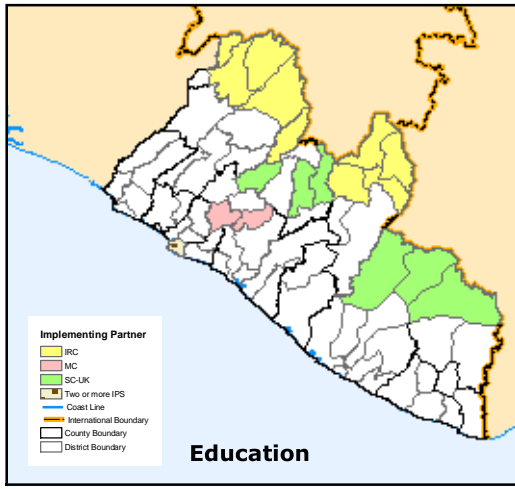 Implementing Partner
IRC
MC
SC-UK
Two or more IPS
Coast Line
International Boundary
County Boundary
District Boundary
Education